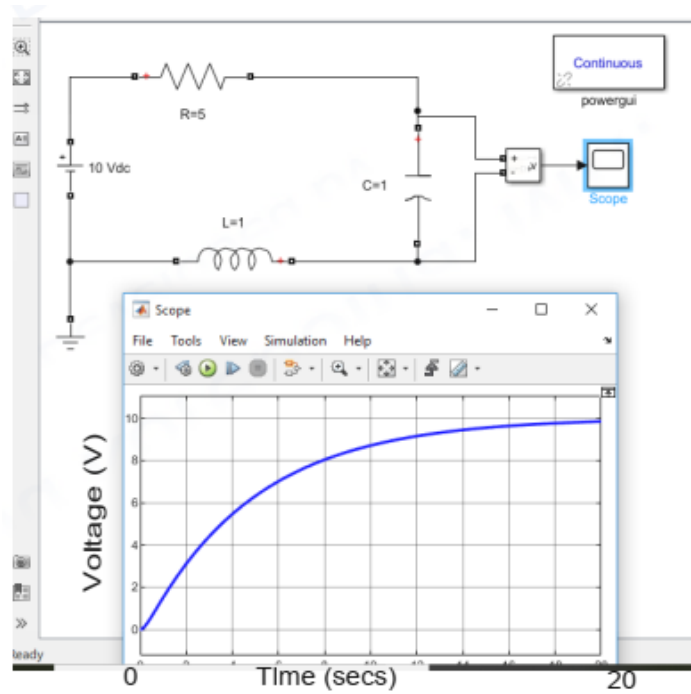 Continuous
powergui
R=5
+
10 Vdc
C=1
+
-
v
Scope
L=1
Scope
File Tools View Simulation Help
10
8
6
4
2
0
Voltage (V)
Ready
0 Time (secs) 20